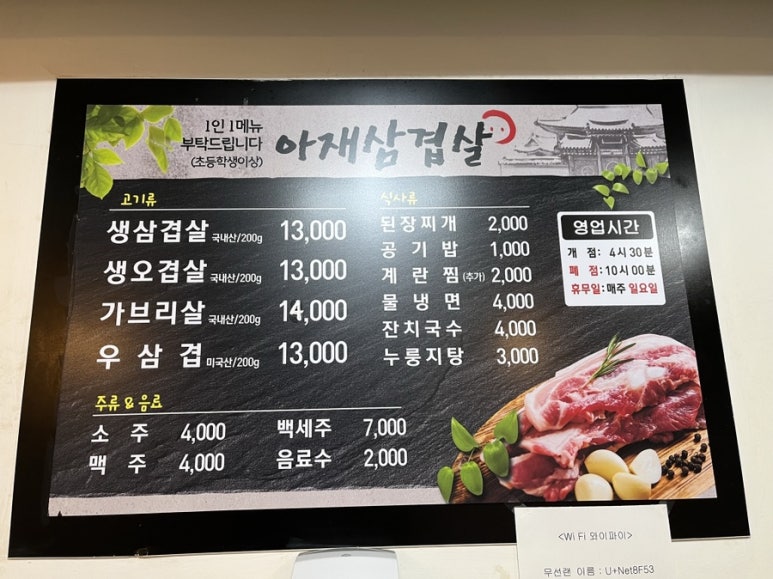 1인 1메뉴
부탁드립니다
(초등학생이상)
아재삼겹살
고기류
생삼겹살 국내산/200g 13,000
생오겹살 국내산/200g 13,000
가브리살 국내산/200g 14,000
우삼겹 미국산/200g 13,000
식사류
된장찌개 2,000
공기밥 1,000
계란찜(추가) 2,000
물냉면 4,000
잔치국수 4,000
누룽지탕 3,000
영업시간
개 점: 4시30분
폐 점:10시00분
휴무일:매주 일요일
주류&음료
소주 4,000
맥주 4,000
백세주 7,000
음료수 2,000
<Wi Fi 와이파이>
무선랜 이름 : U+Net8F53